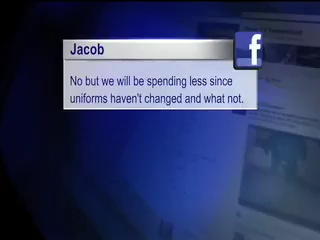 Jacob
f
No but we will be spending less since
uniforms haven't changed and what not.